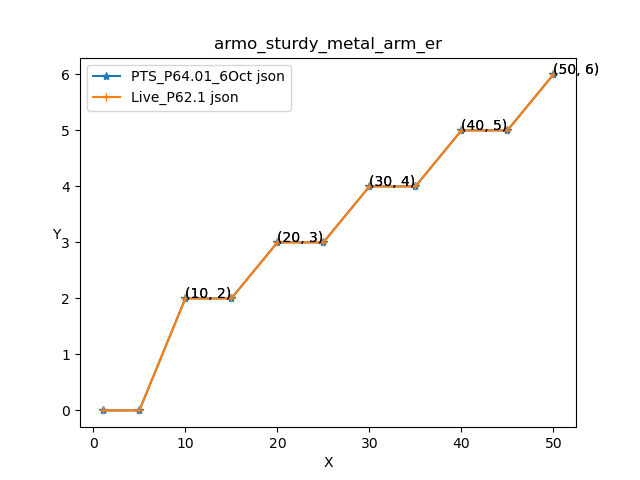 armo_sturdy_metal_arm_er
PTS_P64.01_6Oct json
Live_P62.1 json
(50, 6)
(40, 5)
(30, 4)
(20, 3)
(10, 2)
6
5
4
3
2
1
0
Y
0 10 20 30 40 50
X